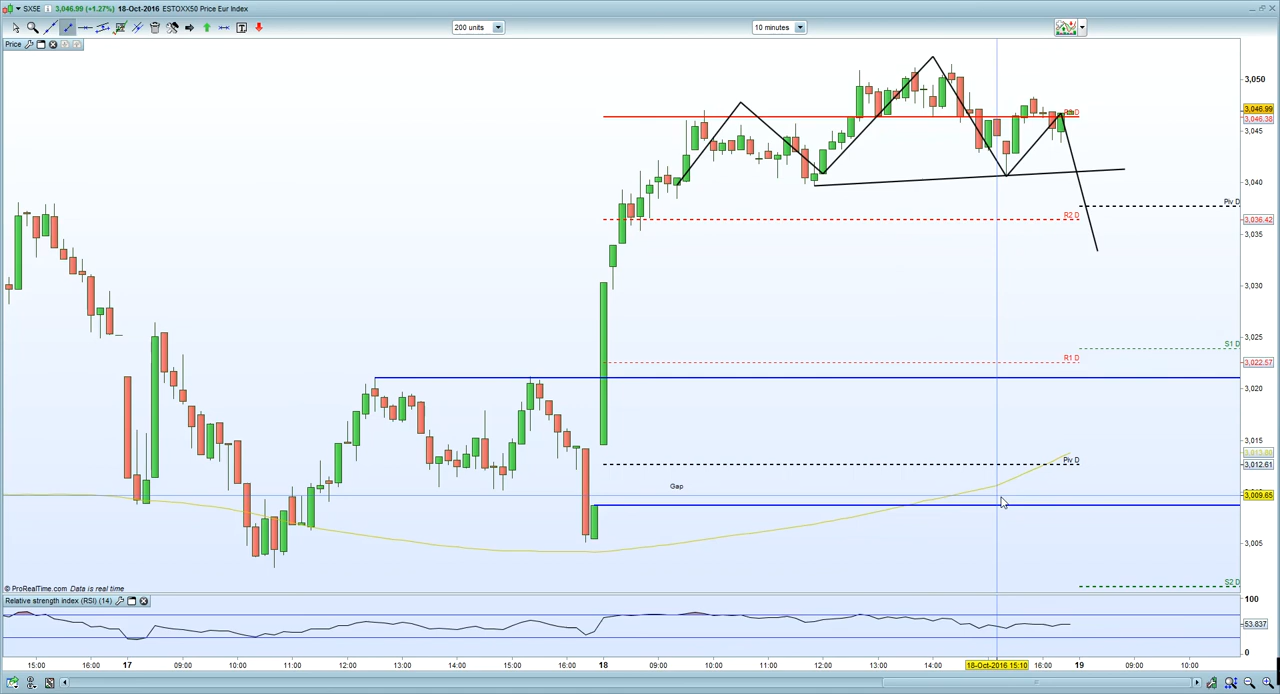 SX5E 3,046.99 (+1.27%) 18-Oct-2016 ESTOXX50 Price Eur Index
200 units
10 minutes
Price
3,050
3,046.99
R3 D
3,046.38
3,045
3,040
Piv D
R2 D
3,036.42
3,035
3,030
3,025
S1 D
R1 D
3,022.57
3,020
3,015
Piv D
3,012.61
Gap
3,009.65
3,005
S2 D
© ProRealTime.com Data is real time
Relative strength index (RSI) (14)
100
53.837
0
15:00 16:00 17 09:00 10:00 11:00 12:00 13:00 14:00 15:00 16:00 18 09:00 10:00 11:00 12:00 13:00 14:00 18-Oct-2016 15:10 16:00 19 09:00 10:00